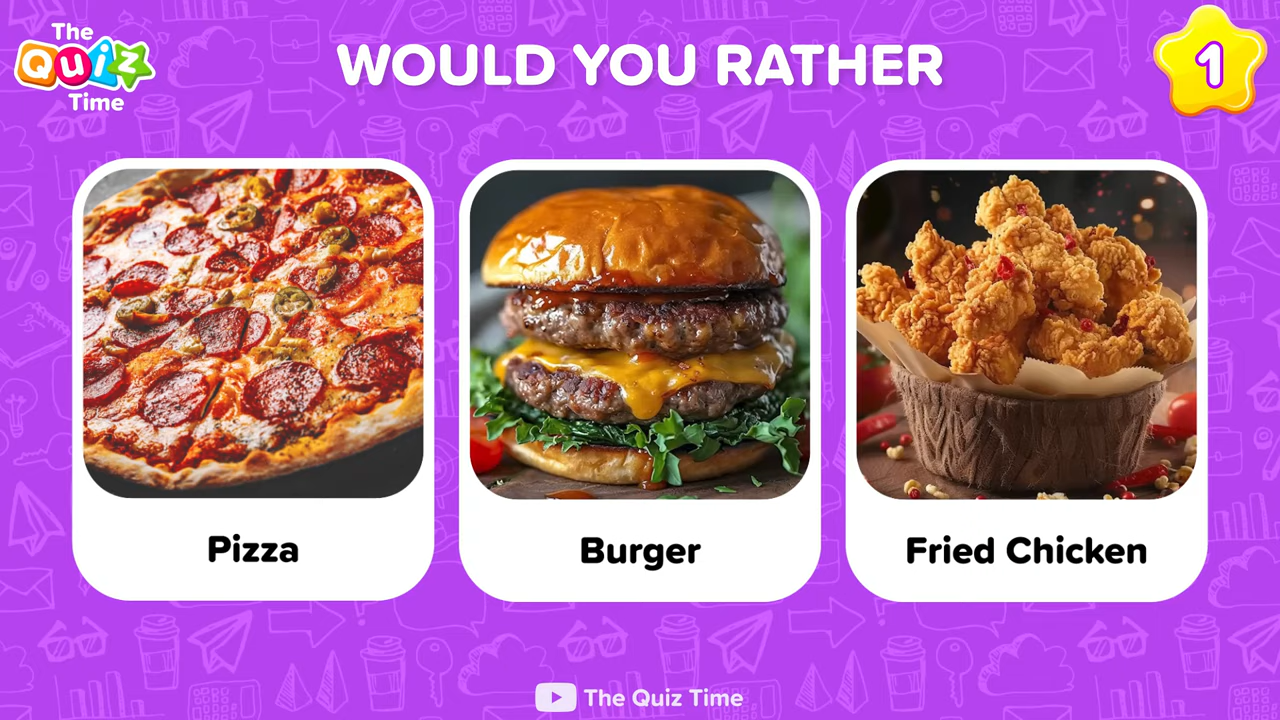 The
Quiz
Time
WOULD YOU RATHER
1
Pizza
Burger
Fried Chicken
The Quiz Time